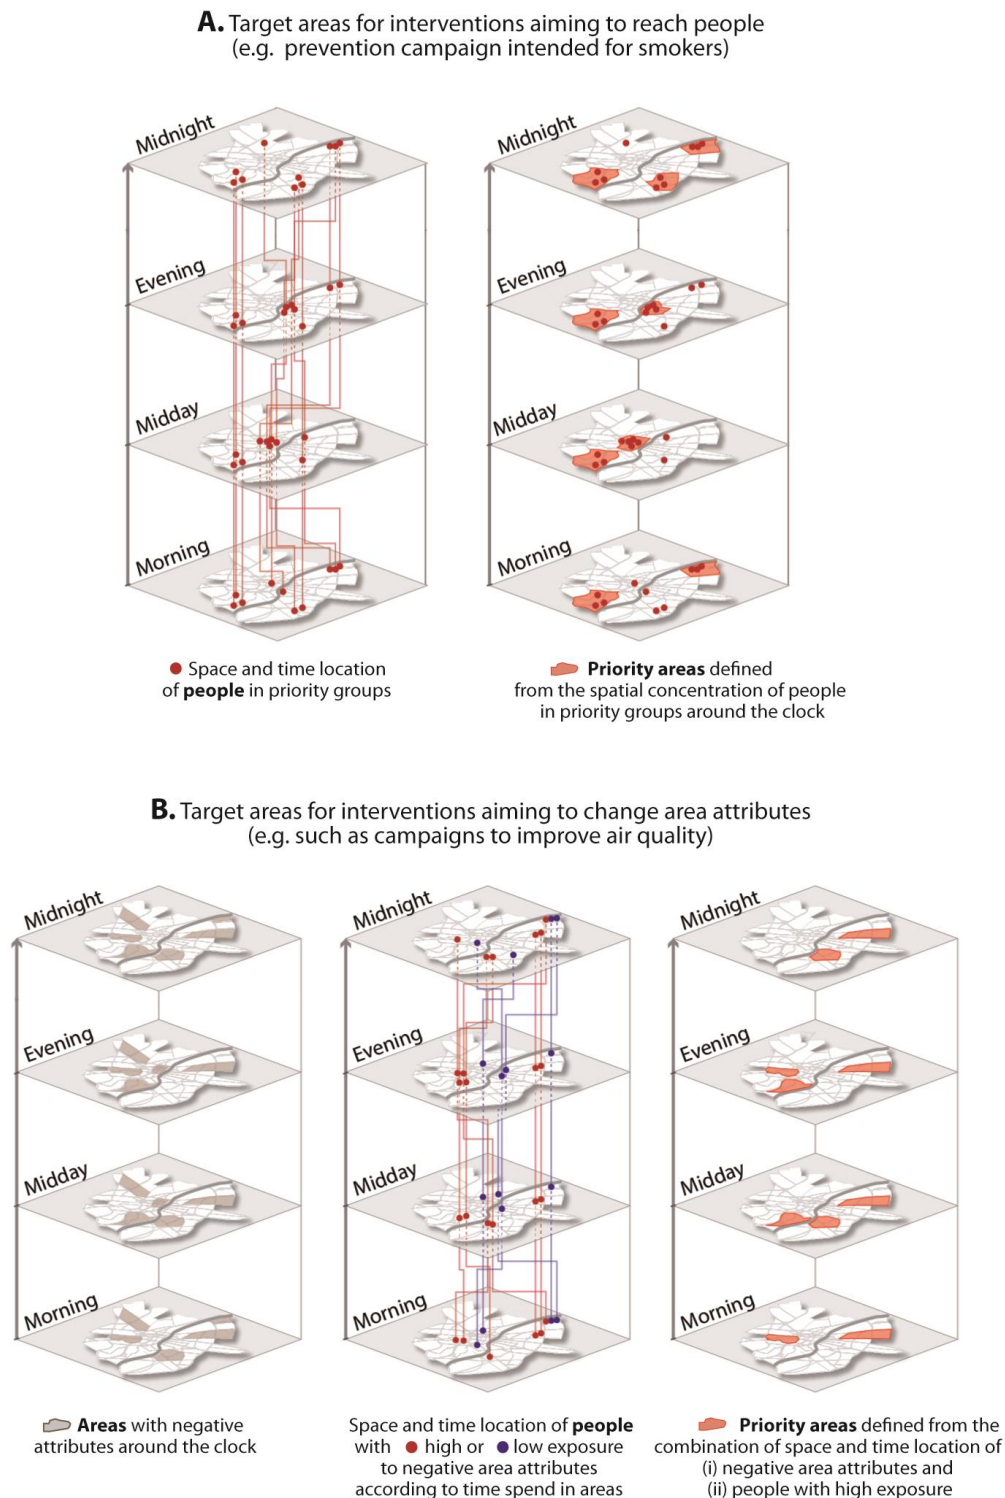 A. Target areas for interventions aiming to reach people
(e.g. prevention campaign intended for smokers)
Midnight
Evening
Midday
Morning
Midnight
Evening
Midday
Morning
Space and time location
of people in priority groups
Priority areas defined
from the spatial concentration of people
in priority groups around the clock
B. Target areas for interventions aiming to change area attributes
(e.g. such as campaigns to improve air quality)
Midnight
Evening
Midday
Morning
Midnight
Evening
Midday
Morning
Midnight
Evening
Midday
Morning
Areas with negative
attributes around the clock
Space and time location of people
with high or low exposure
to negative area attributes
according to time spend in areas
Priority areas defined from the
combination of space and time location of
(i) negative area attributes and
(ii) people with high exposure